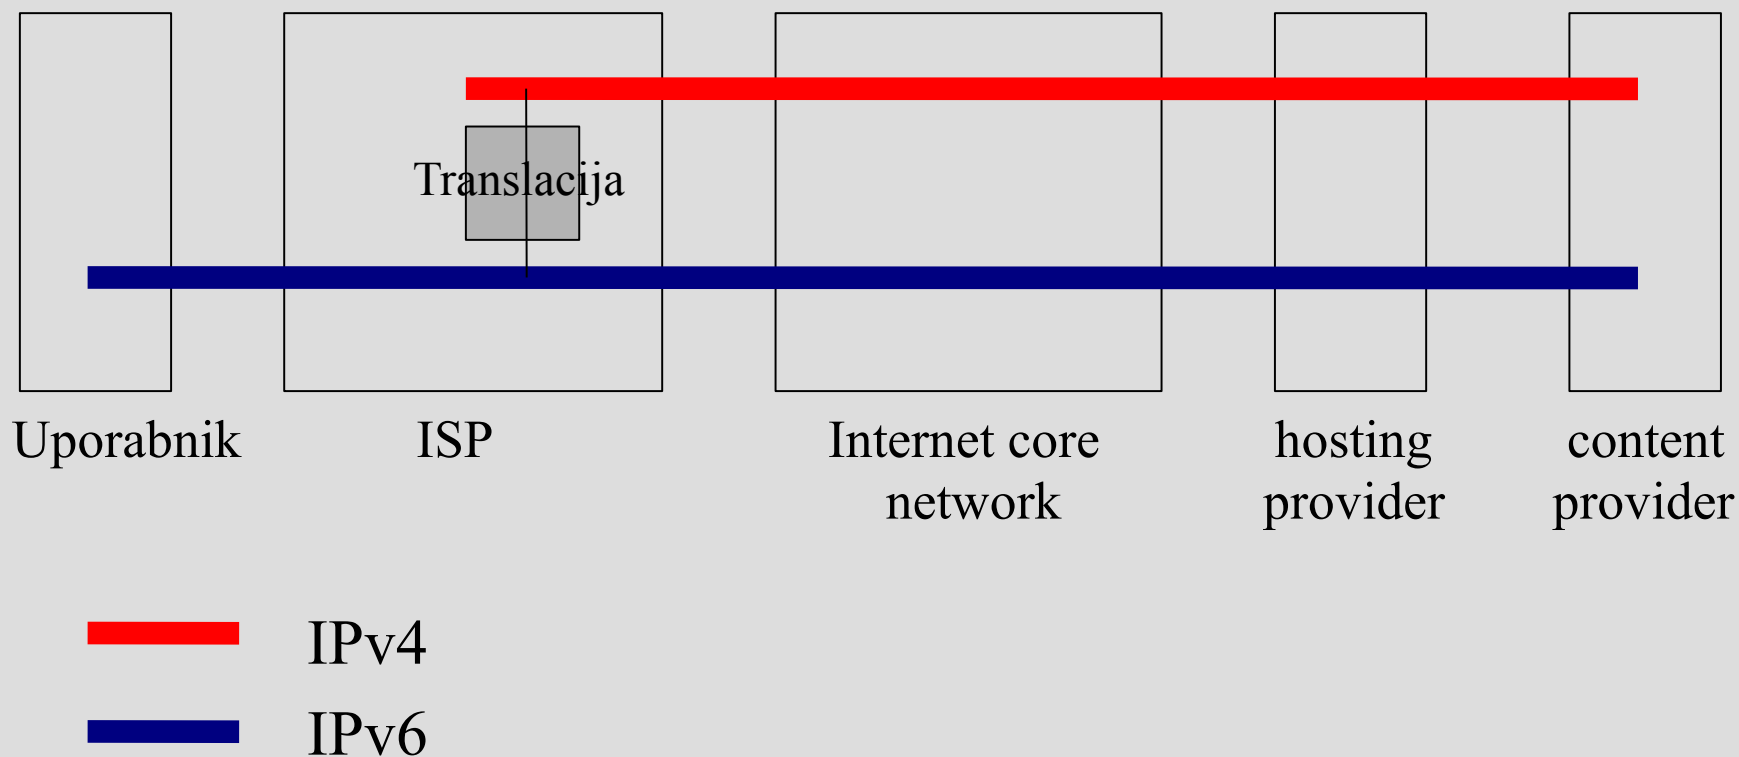 Translacija
Uporabnik
ISP
Internet core
network
hosting
provider
content
provider
IPv4
IPv6